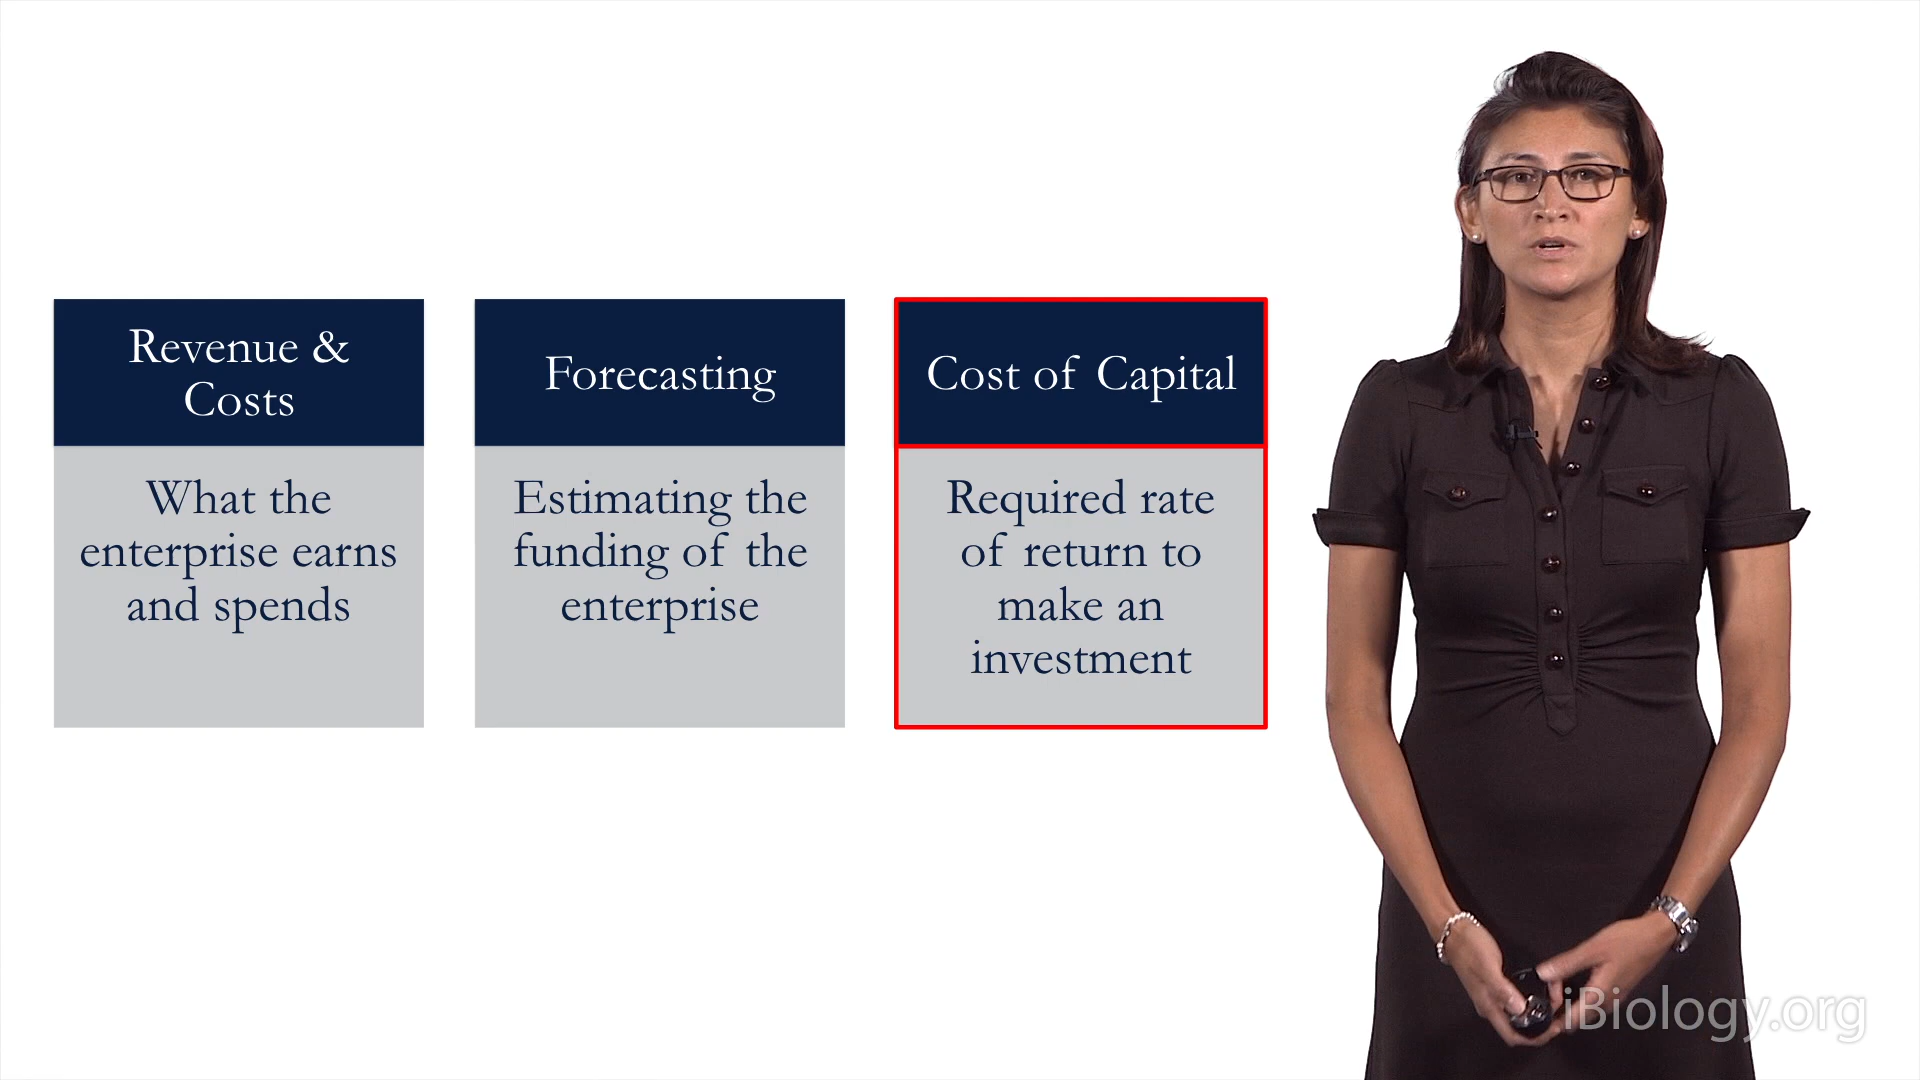 Revenue &
Costs
What the
enterprise earns
and spends
Forecasting
Estimating the
funding of the
enterprise
Cost of Capital
Required rate
of return to
make an
investment
iBiology.org